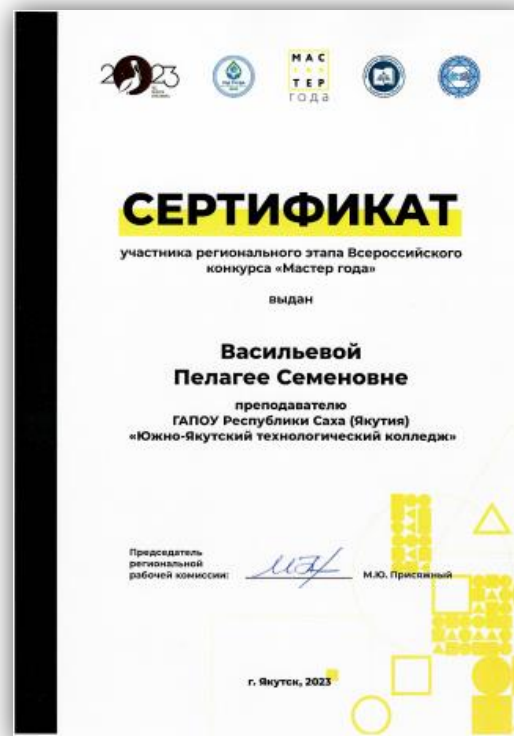 2023
МАС
ТЕР
года
СЕРТИФИКАТ
участника регионального этапа Всероссийского
конкурса «Мастер года»
выдан
Васильевой
Пелагее Семеновне
преподавателю
ГАПОУ Республики Саха (Якутия)
«Южно-Якутский технологический колледж»
Председатель
региональной
рабочей комиссии:
М.Ю. Присяжный
г. Якутск, 2023